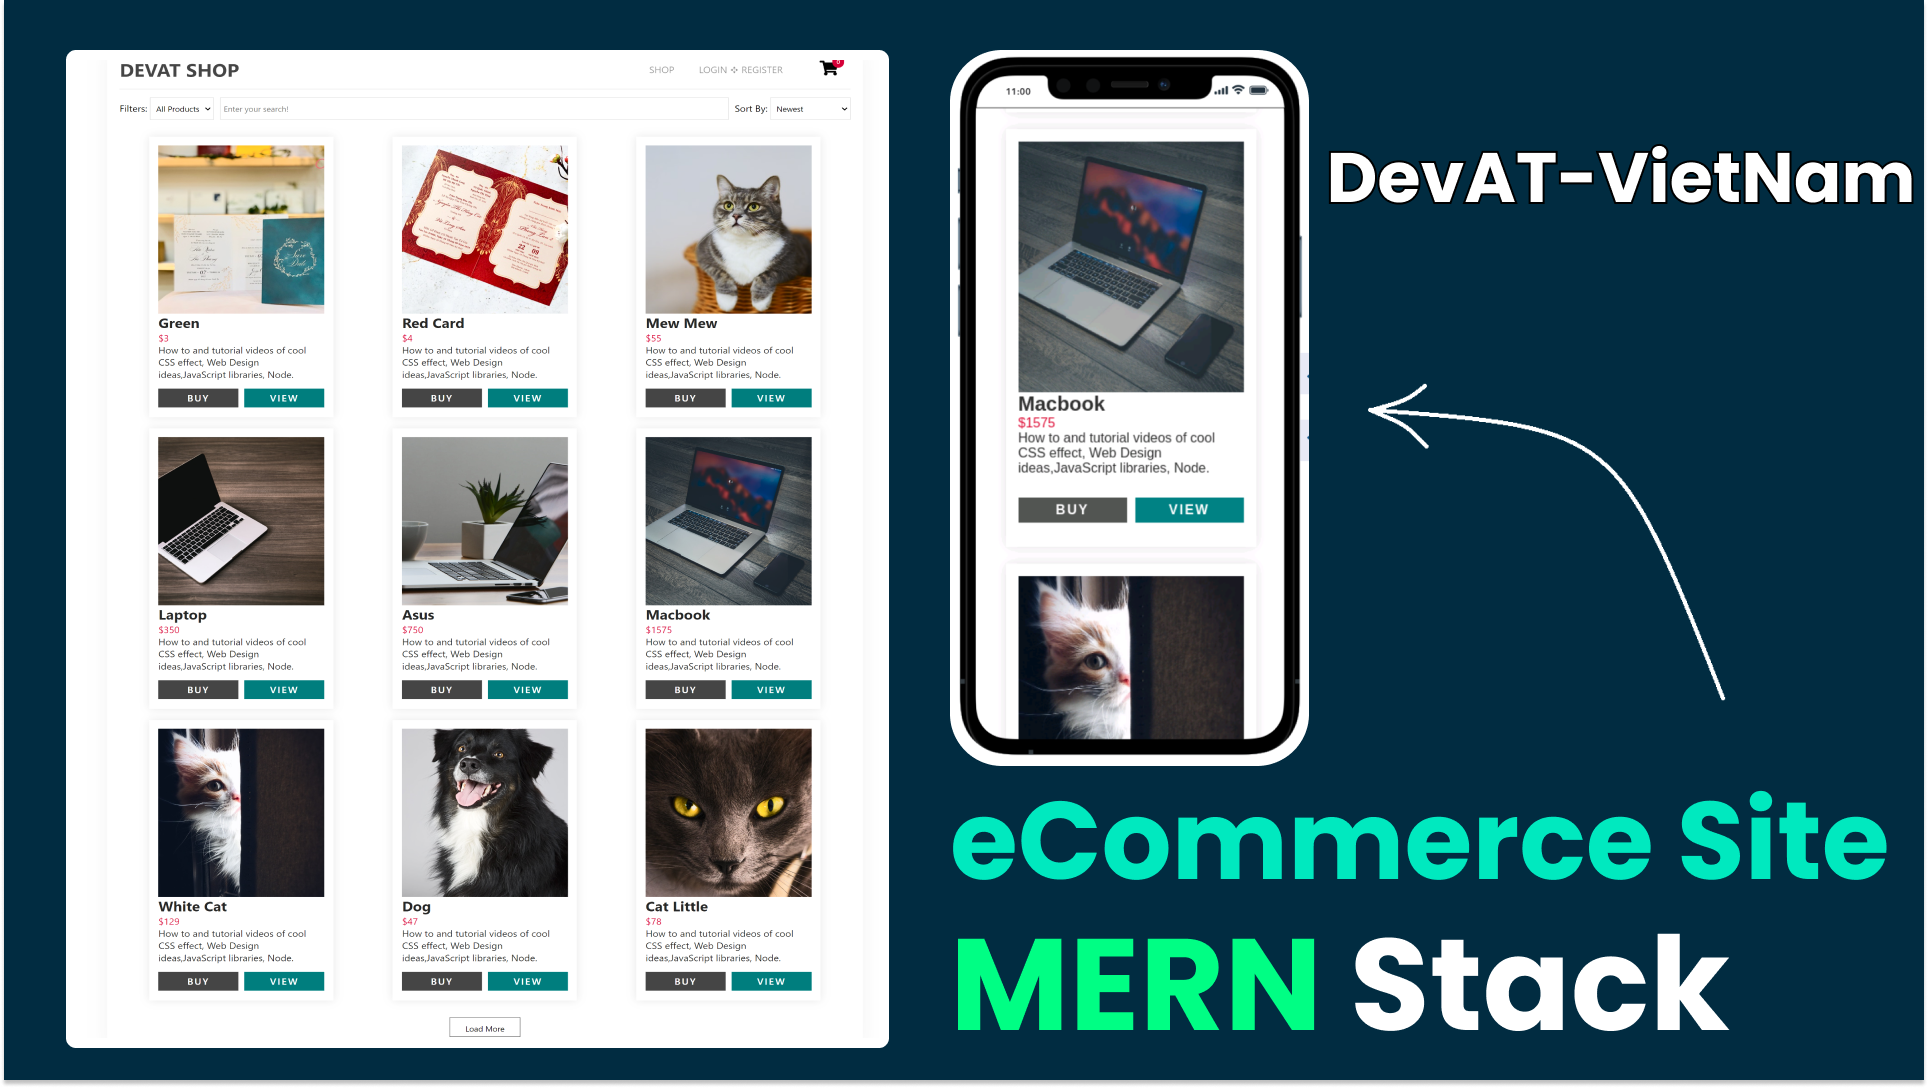 DEVAT SHOP
SHOP
LOGIN ✣ REGISTER
0
Filters:
All Products
Enter your search!
Sort By:
Newest
Green
$3
How to and tutorial videos of cool
CSS effect, Web Design
ideas,JavaScript libraries, Node.
BUY
VIEW
Red Card
$4
How to and tutorial videos of cool
CSS effect, Web Design
ideas,JavaScript libraries, Node.
BUY
VIEW
Mew Mew
$55
How to and tutorial videos of cool
CSS effect, Web Design
ideas,JavaScript libraries, Node.
BUY
VIEW
Laptop
$350
How to and tutorial videos of cool
CSS effect, Web Design
ideas,JavaScript libraries, Node.
BUY
VIEW
Asus
$750
How to and tutorial videos of cool
CSS effect, Web Design
ideas,JavaScript libraries, Node.
BUY
VIEW
Macbook
$1575
How to and tutorial videos of cool
CSS effect, Web Design
ideas,JavaScript libraries, Node.
BUY
VIEW
White Cat
$129
How to and tutorial videos of cool
CSS effect, Web Design
ideas,JavaScript libraries, Node.
BUY
VIEW
Dog
$47
How to and tutorial videos of cool
CSS effect, Web Design
ideas,JavaScript libraries, Node.
BUY
VIEW
Cat Little
$78
How to and tutorial videos of cool
CSS effect, Web Design
ideas,JavaScript libraries, Node.
BUY
VIEW
Load More
11:00
Macbook
$1575
How to and tutorial videos of cool
CSS effect, Web Design
ideas,JavaScript libraries, Node.
BUY
VIEW
DevAT-VietNam
eCommerce Site
MERN Stack